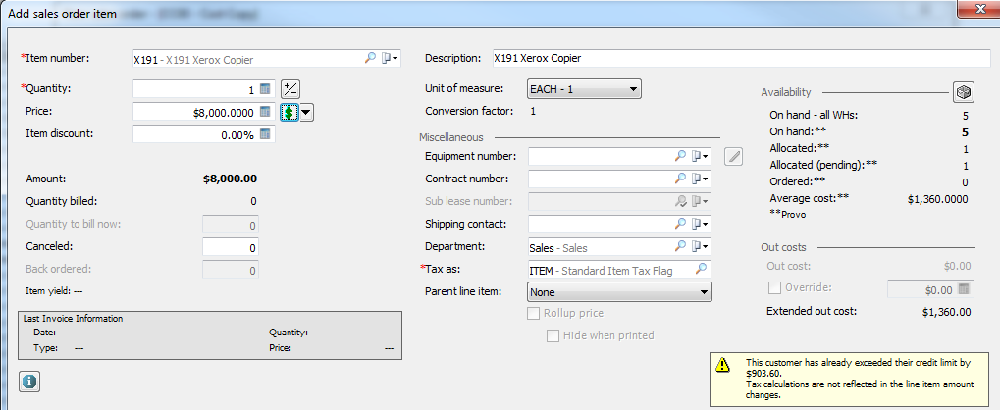 Add sales order item
*Item number: X191 - X191 Xerox Copier Description: X191 Xerox Copier
*Quantity: 1 Unit of measure: EACH - 1 Availability
Price: $8,000.0000 Conversion factor: 1 On hand - all WHs: 5
Item discount: 0.00% Miscellaneous On hand:** 5
Equipment number: Allocated:** 1
Allocated (pending):** 1
Amount: $8,000.00 Contract number: Ordered:** 0
Quantity billed: 0 Sub lease number: Average cost:** $1,360.0000
**Provo
Quantity to bill now: 0 Shipping contact:
Canceled: 0 Department: Sales - Sales Out costs
Back ordered: 0 *Tax as: ITEM - Standard Item Tax Flag Out cost: $0.00
Item yield: --- Parent line item: None Override: $0.00
Rollup price Extended out cost: $1,360.00
Last Invoice Information
Date: --- Quantity: --- Hide when printed
Type: --- Price: ---
This customer has already exceeded their credit limit by
$903.60.
Tax calculations are not reflected in the line item amount
changes.